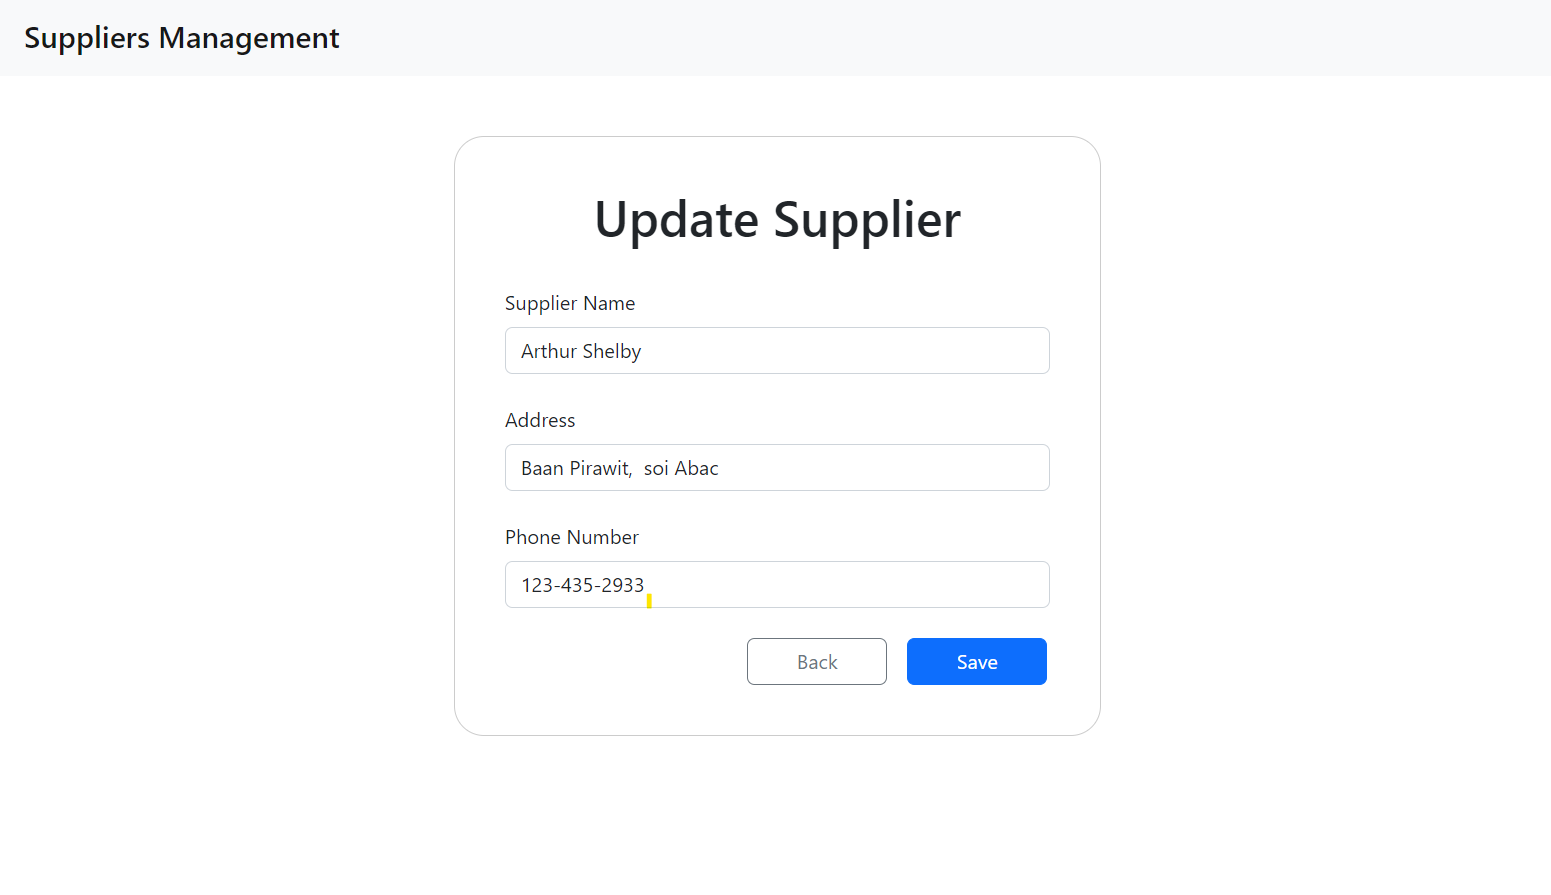 Suppliers Management
Update Supplier
Supplier Name
Arthur Shelby
Address
Baan Pirawit,  soi Abac
Phone Number
123-435-2933
Back
Save